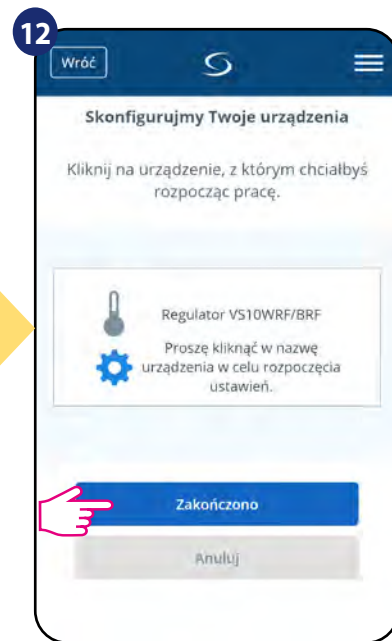 12
Wróć
Skonfigurujmy Twoje urządzenia
Kliknij na urządzenie, z którym chciałbyś
rozpocząc pracę.
Regulator VS10WRF/BRF
Proszę kliknąć w nazwę
urządzenia w celu rozpoczęcia
ustawień.
Zakończono
Anuluj